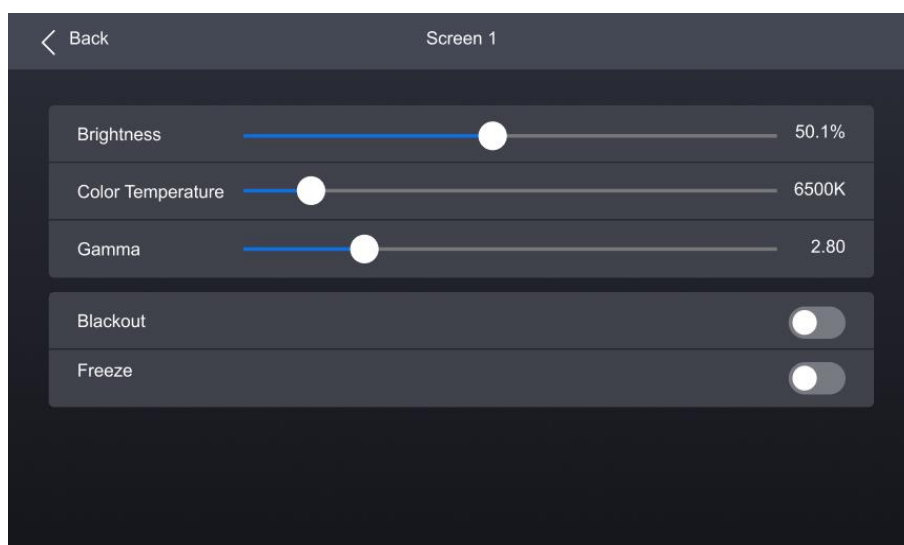 Back
Screen 1
Brightness 50.1%
Color Temperature 6500K
Gamma 2.80
Blackout
Freeze